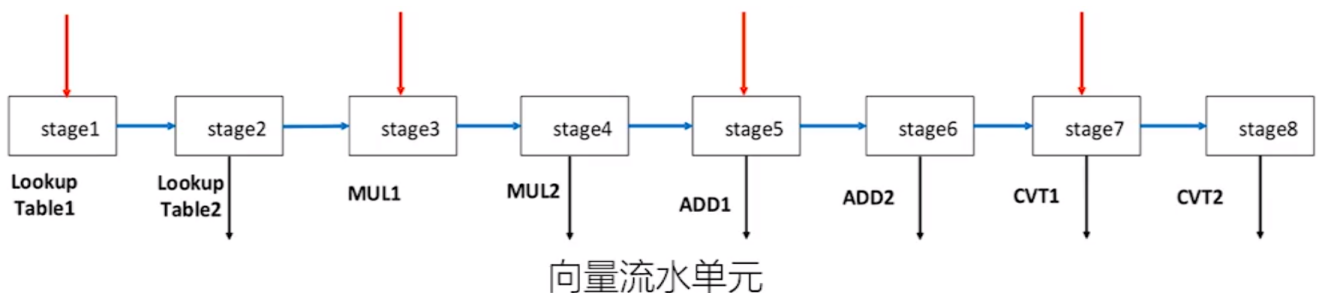 stage1
stage2
stage3
stage4
stage5
stage6
stage7
stage8
Lookup
Table1
Lookup
Table2
MUL1
MUL2
ADD1
ADD2
CVT1
CVT2
向量流水单元